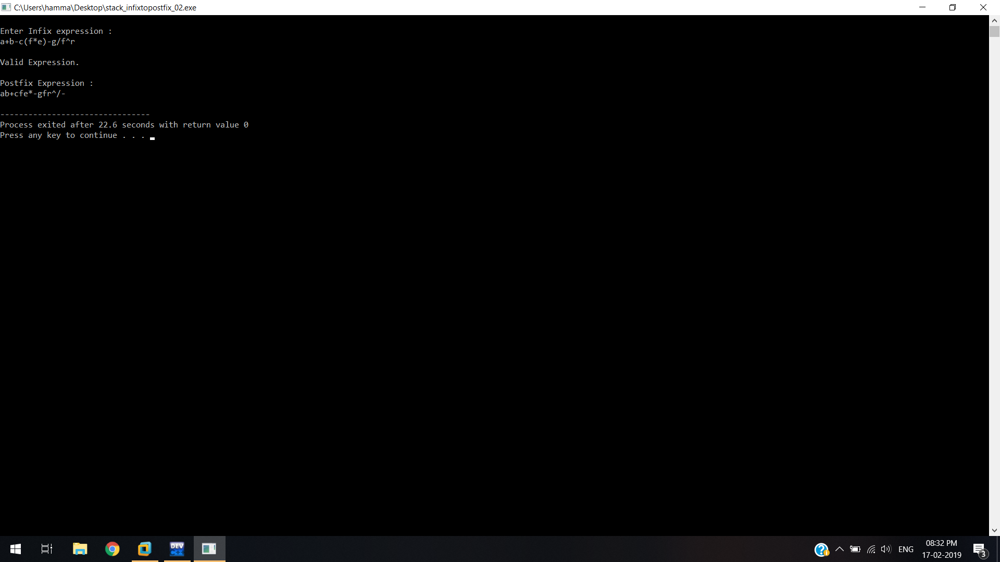 C:\Users\hamma\Desktop\stack_infixtopostfix_02.exe
Enter Infix expression :
a+b-c(f*e)-g/f^r
Valid Expression.
Postfix Expression :
ab+cfe*-gfr^/-
--------------------------------
Process exited after 22.6 seconds with return value 0
Press any key to continue . . .
DEV
C++
ENG
08:32 PM
17-02-2019
3